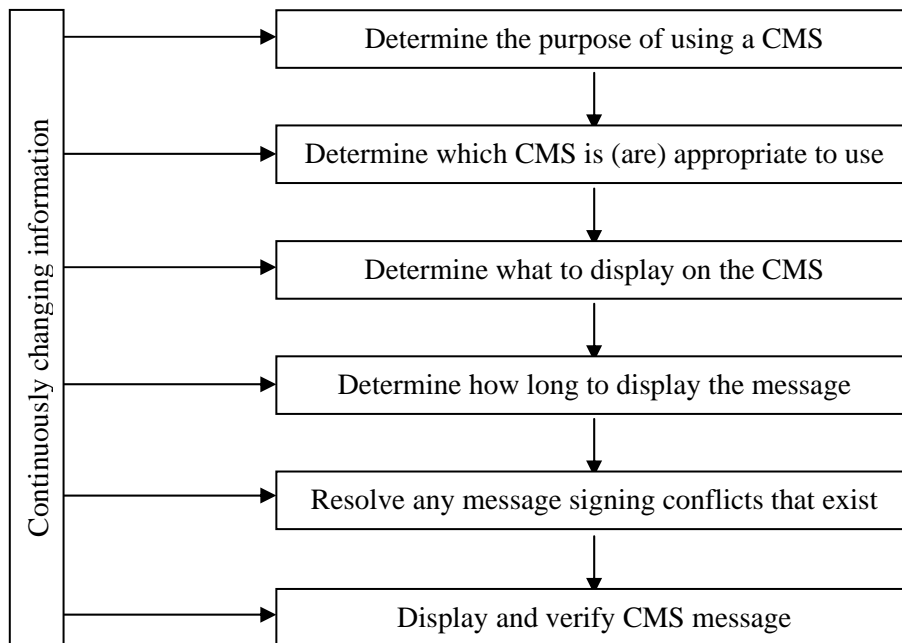 Continuously changing information
Determine the purpose of using a CMS
Determine which CMS is (are) appropriate to use
Determine what to display on the CMS
Determine how long to display the message
Resolve any message signing conflicts that exist
Display and verify CMS message